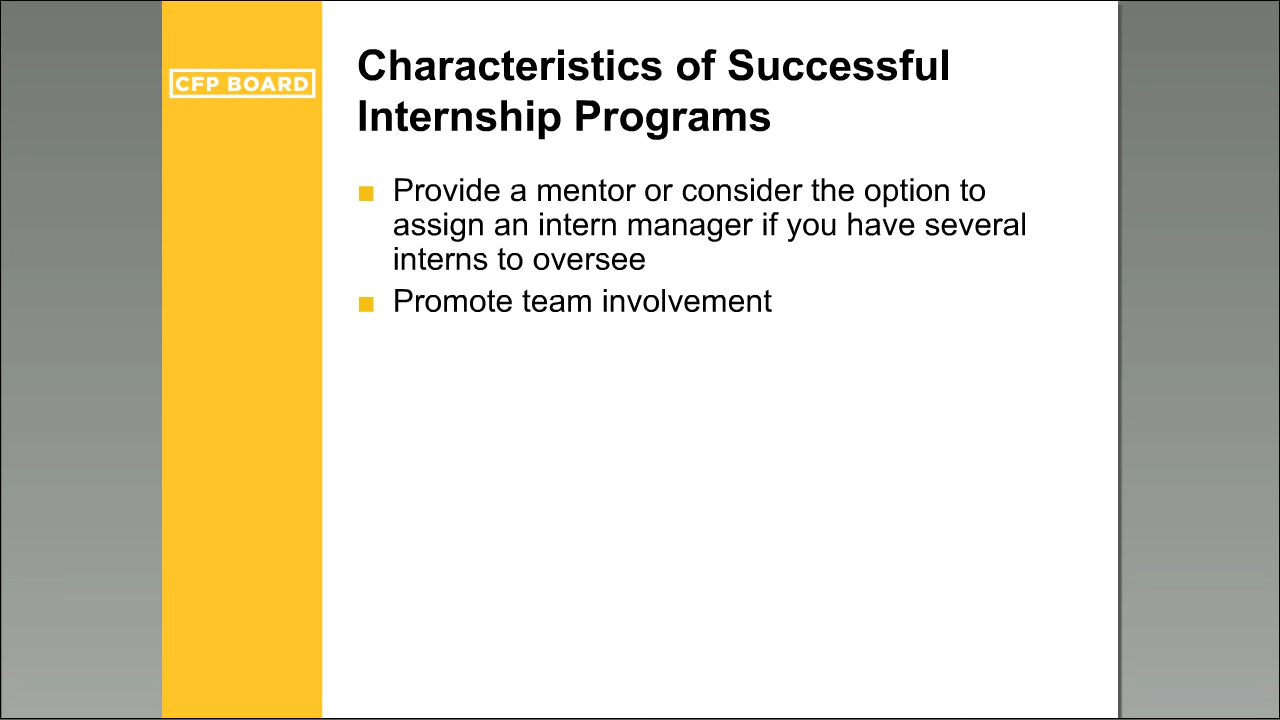 CFP BOARD
Characteristics of Successful
Internship Programs
Provide a mentor or consider the option to
assign an intern manager if you have several
interns to oversee
Promote team involvement